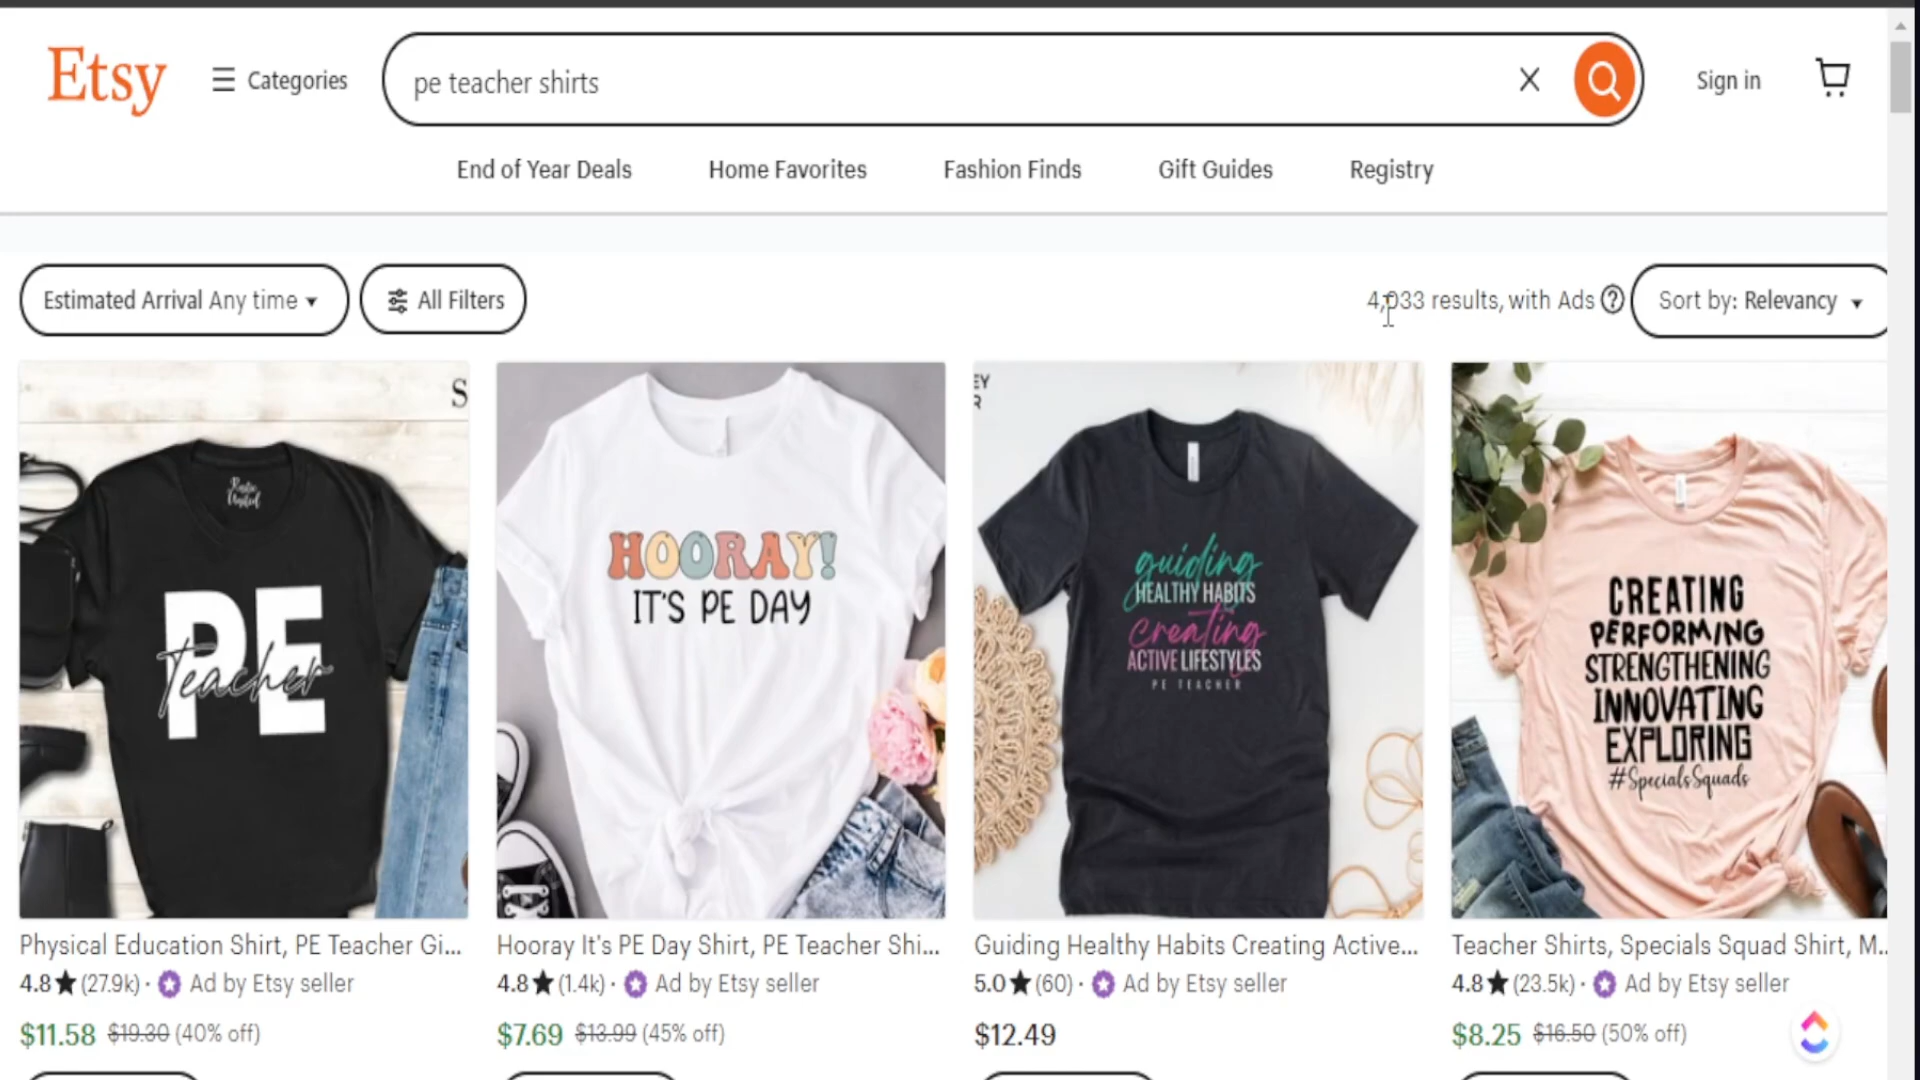 Etsy
Categories
pe teacher shirts
Sign in
End of Year Deals
Home Favorites
Fashion Finds
Gift Guides
Registry
Estimated Arrival Any time
All Filters
4,033 results, with Ads
Sort by: Relevancy
S
Rustic United
PE
Teacher
HOORAY!
IT'S PE DAY
EY
R
guiding
HEALTHY HABITS
creating
ACTIVE LIFESTYLES
PE TEACHER
CREATING
PERFORMING
STRENGTHENING
INNOVATING
EXPLORING
#SpecialsSquads
Physical Education Shirt, PE Teacher Gi...
4.8 ★ (27.9k) · Ad by Etsy seller
$11.58 $19.30 (40% off)
Hooray It's PE Day Shirt, PE Teacher Shi...
4.8 ★ (1.4k) · Ad by Etsy seller
$7.69 $13.99 (45% off)
Guiding Healthy Habits Creating Active...
5.0 ★ (60) · Ad by Etsy seller
$12.49
Teacher Shirts, Specials Squad Shirt, M...
4.8 ★ (23.5k) · Ad by Etsy seller
$8.25 $16.50 (50% off)